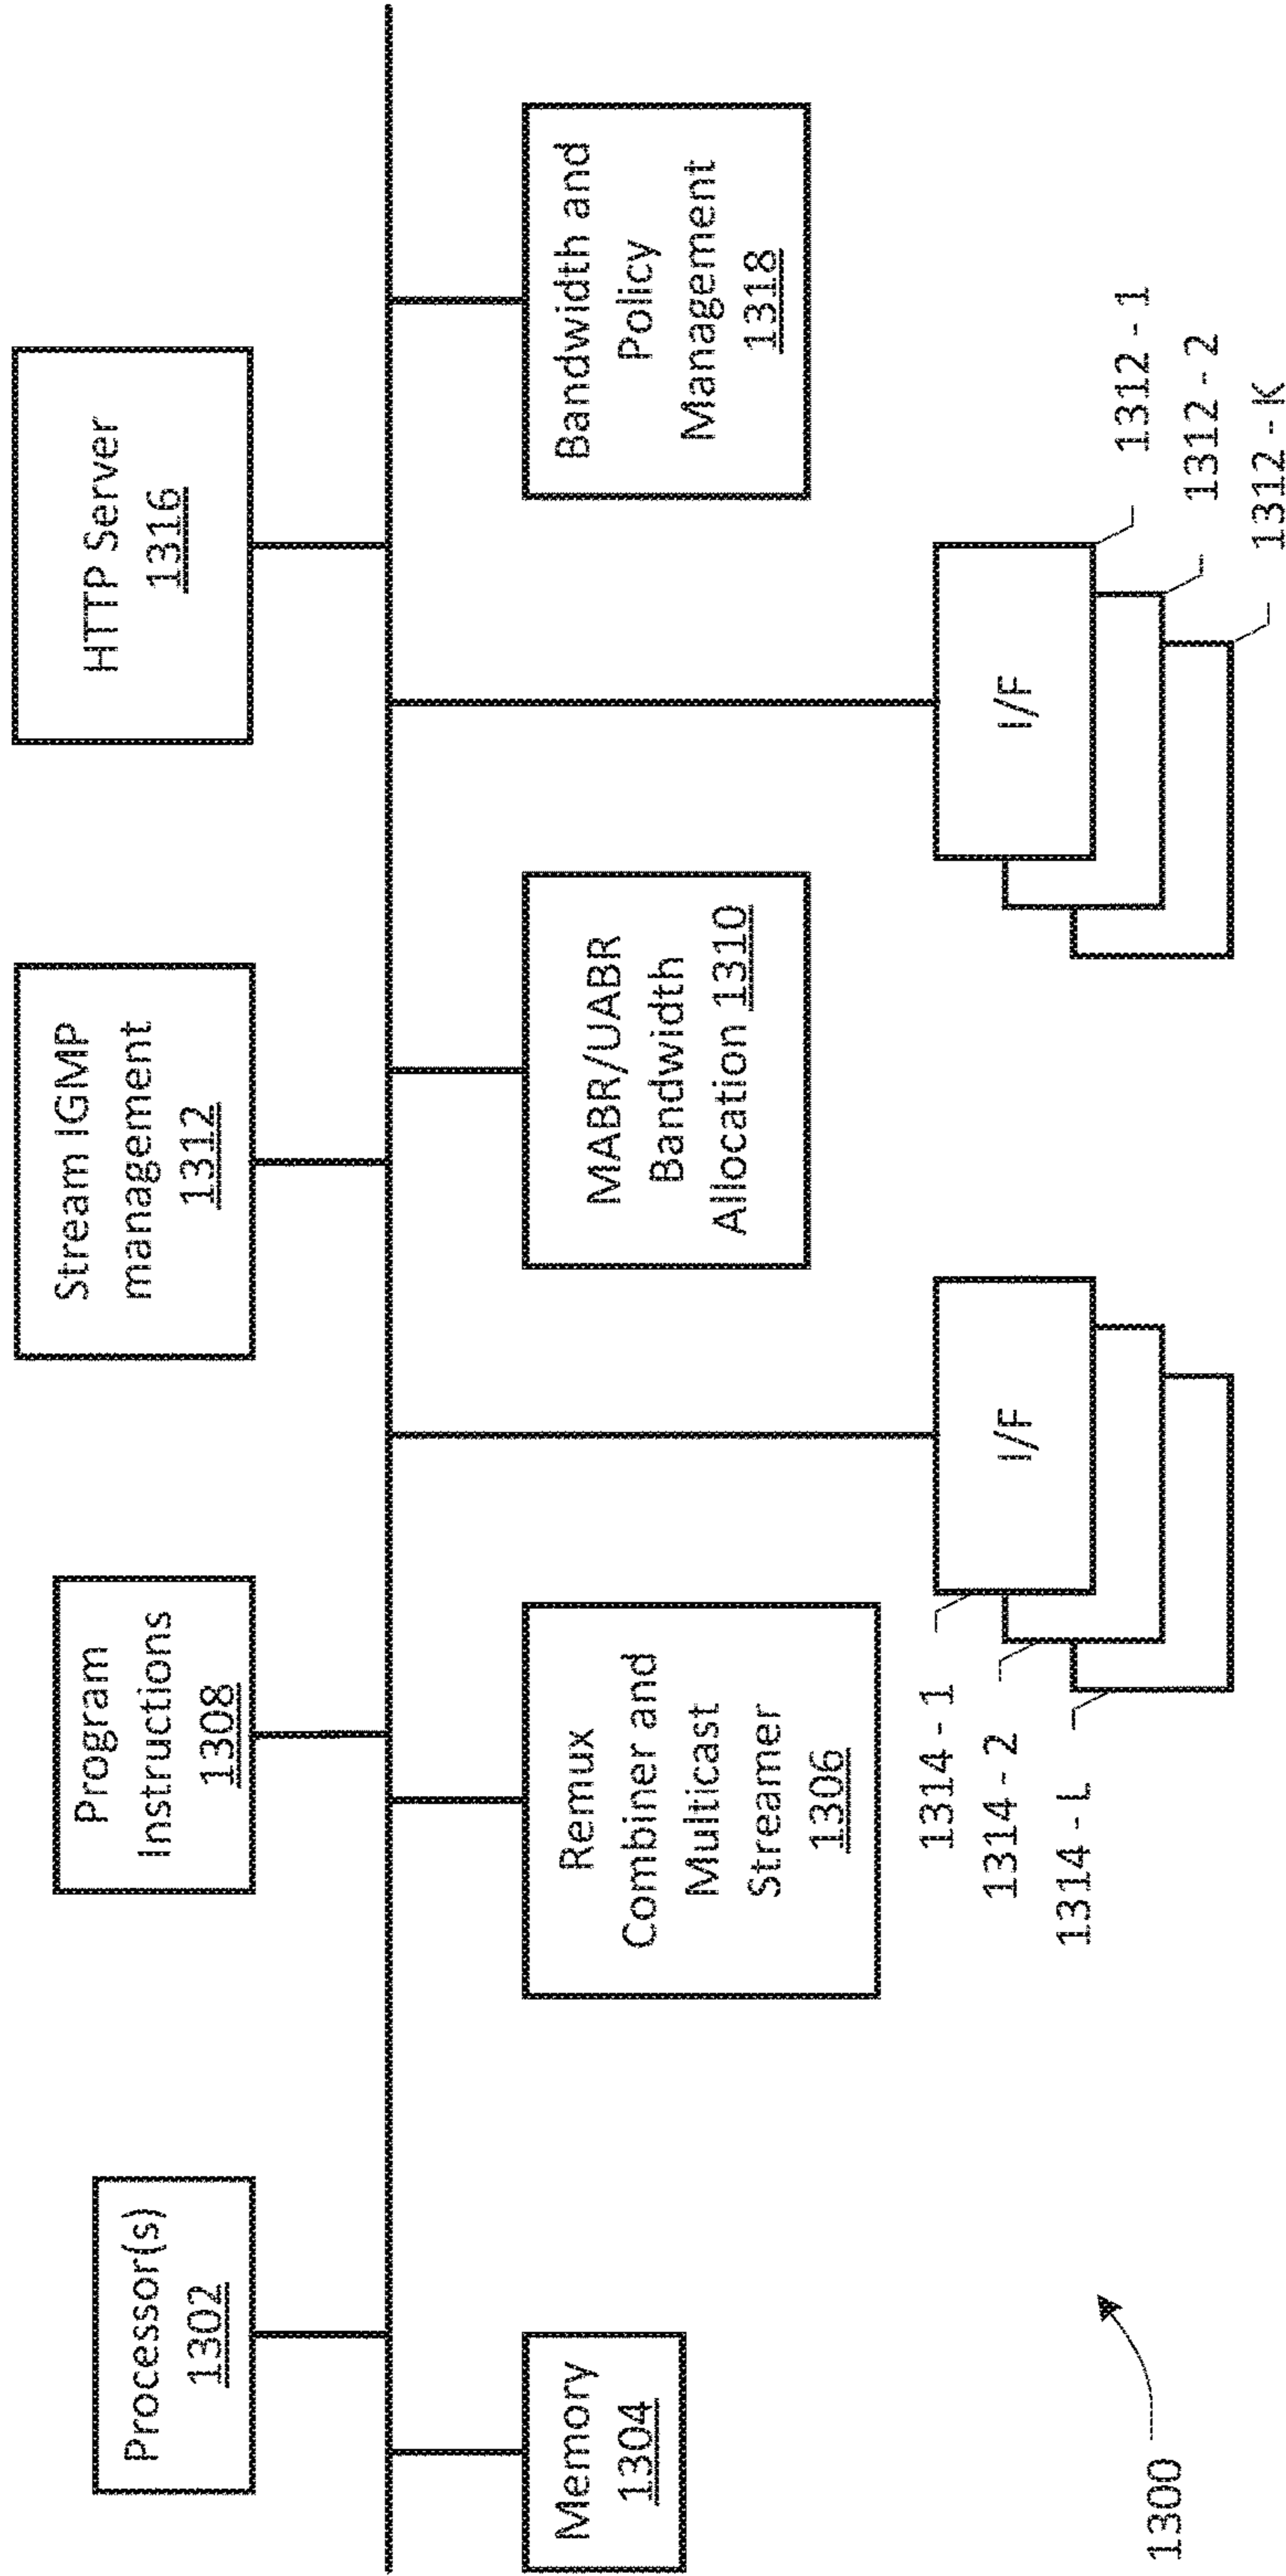 Processor(s)
1302
Program
Instructions
1308
Stream IGMP
management
1312
HTTP Server
1316
Memory
1304
Remux
Combiner and
Multicast
Streamer
1306
MABR/UABR
Bandwidth
Allocation 1310
Bandwidth and
Policy
Management
1318
I/F
1314 - 1
1314 - 2
1314 - L
I/F
1312 - 1
1312 - 2
1312 - K
1300